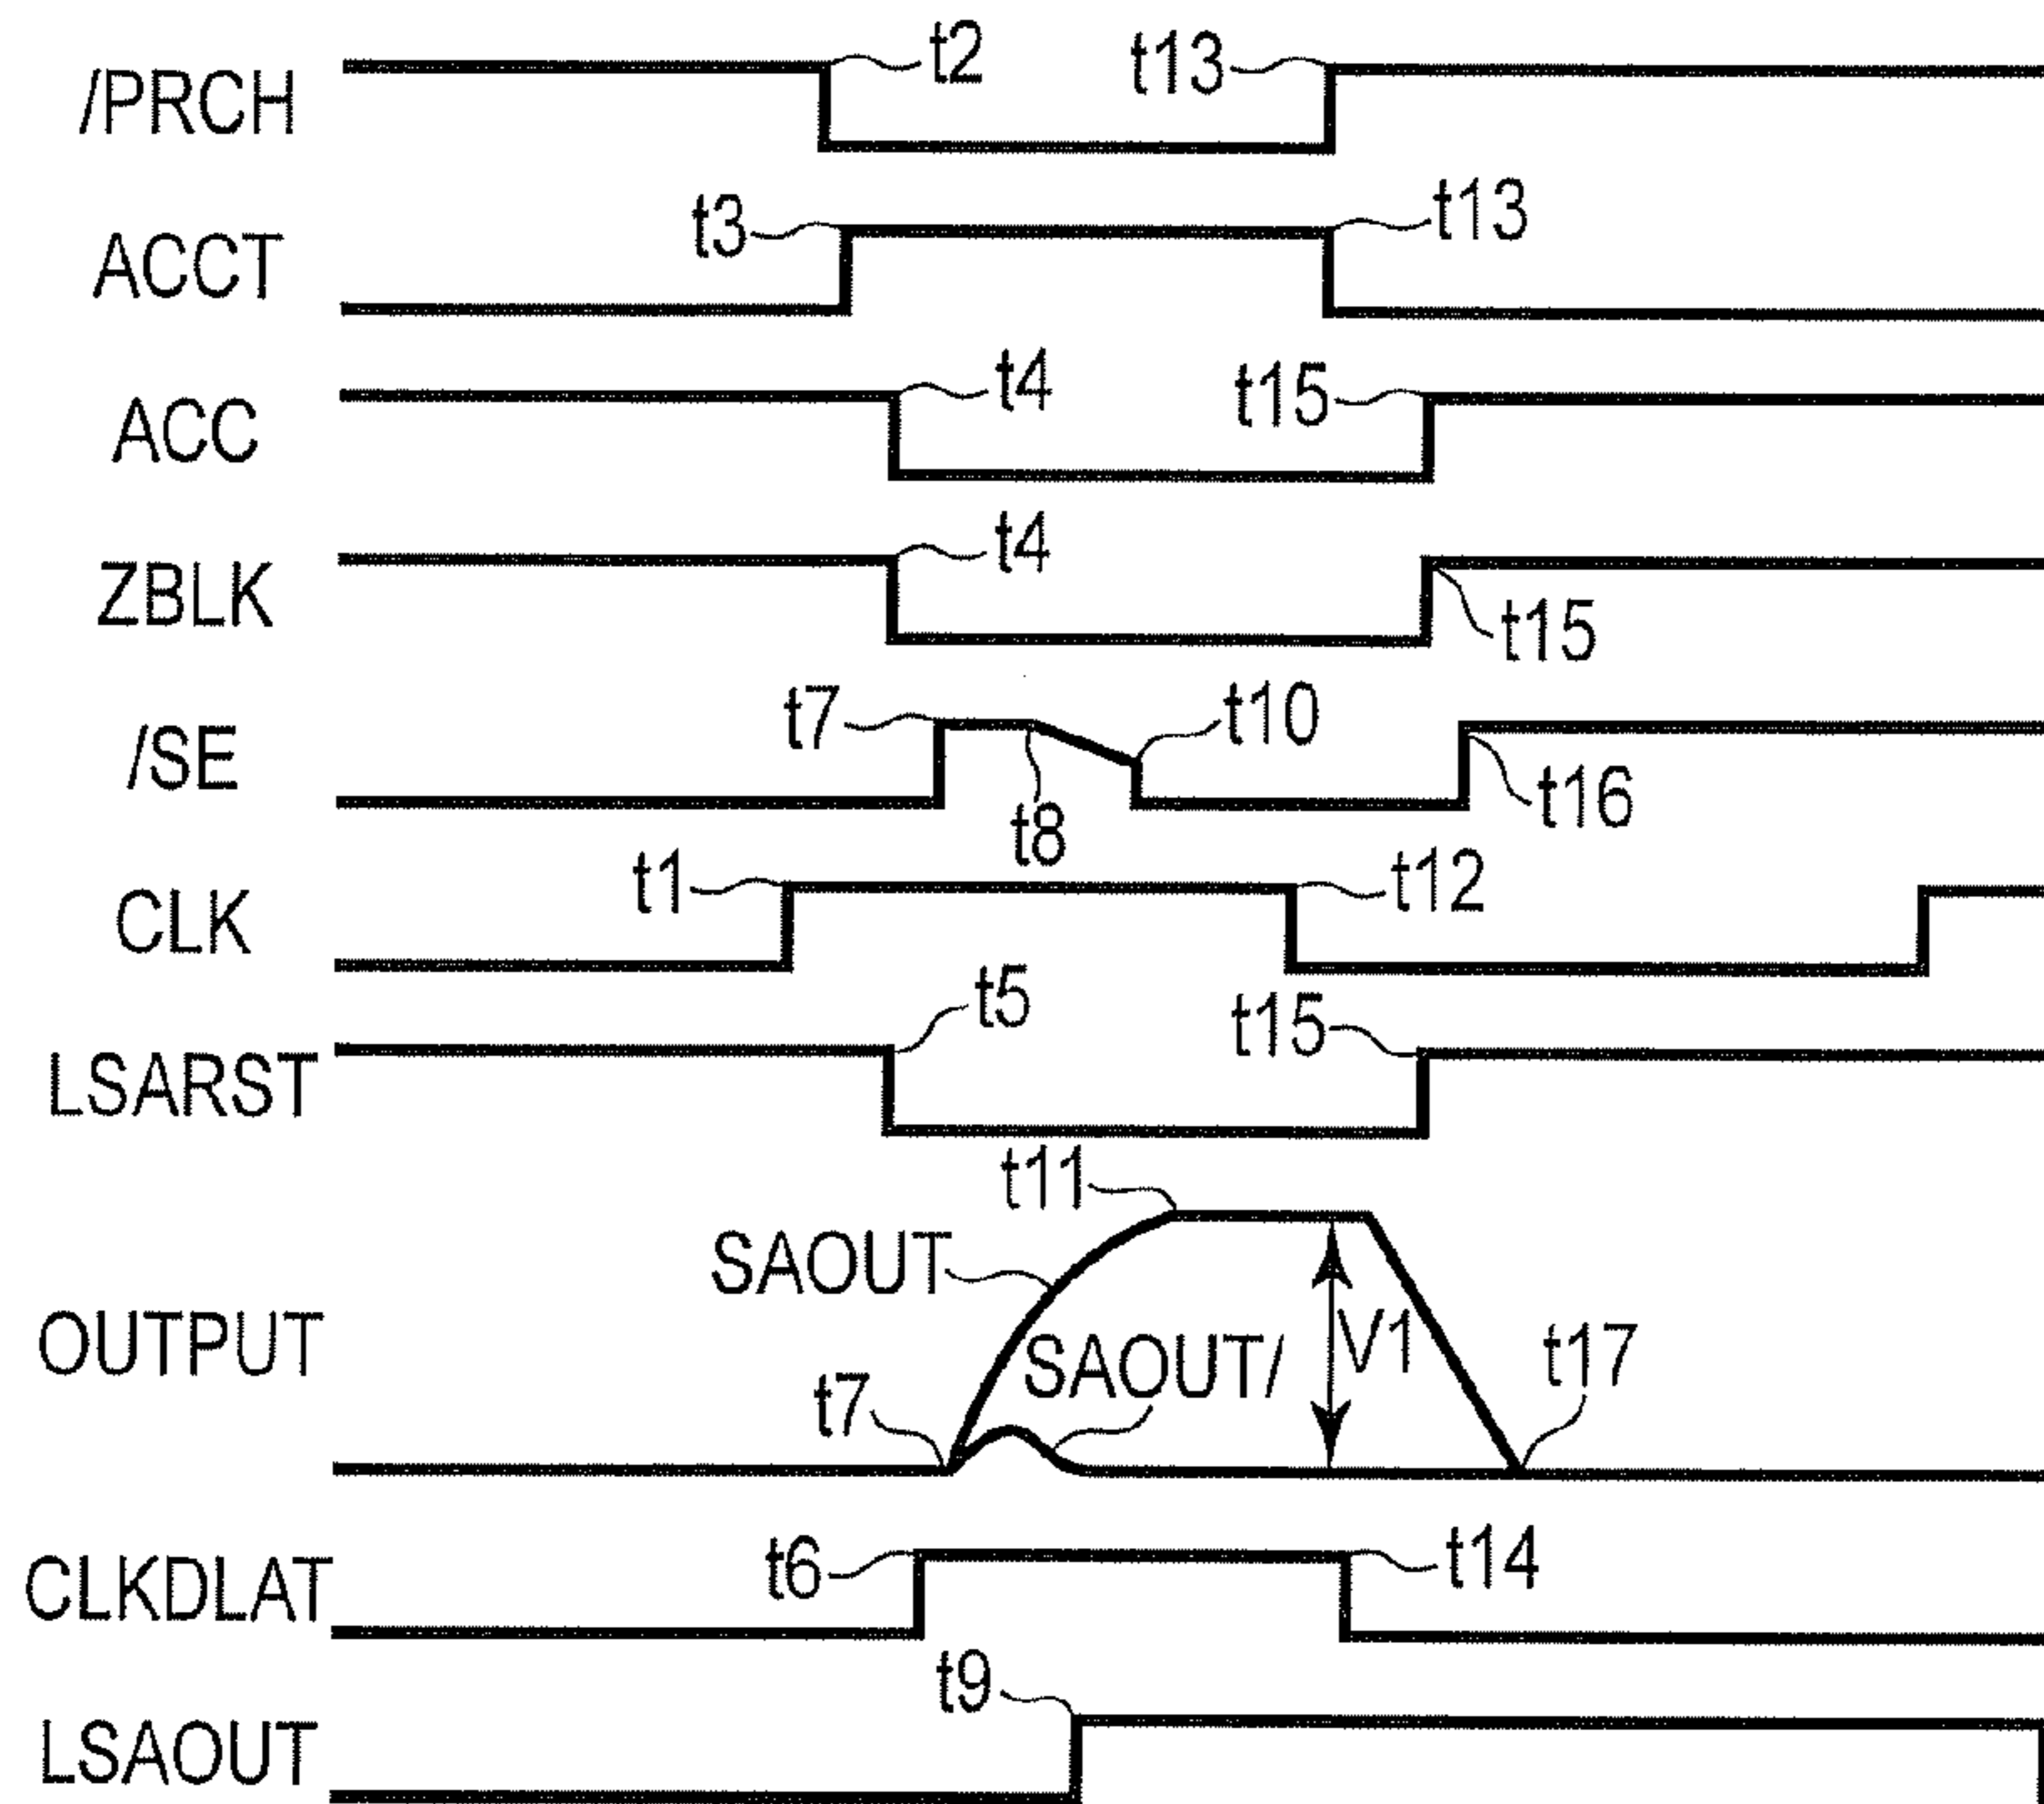 /PRCH t2 t13
ACCT t3 t13
ACC t4 t15
ZBLK t4 t15
/SE t7 t8 t10 t16
CLK t1 t12
LSARST t5 t15
OUTPUT t7 SAOUT t11 SAOUT/ V1 t17
CLKDLAT t6 t14
LSAOUT t9